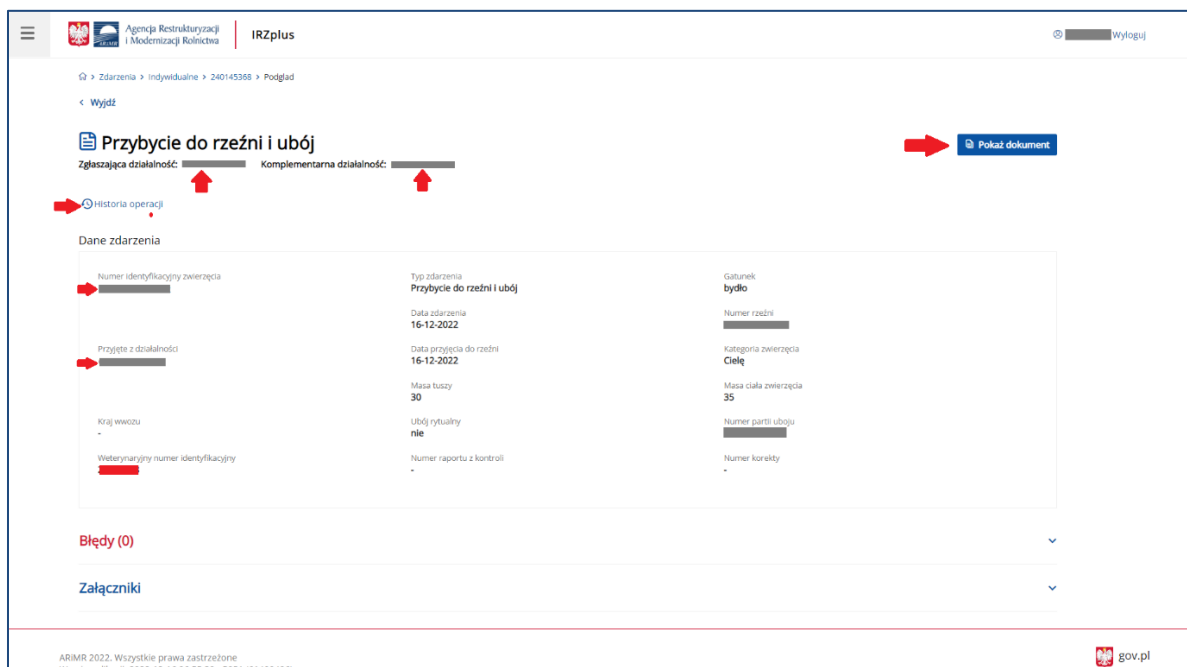 Agencja Restrukturyzacji
i Modernizacji Rolnictwa
ARiMR
IRZplus
Wyloguj
> Zdarzenia > Indywidualne > 240145368 > Podgląd
< Wyjdź
Przybycie do rzeźni i ubój
Pokaż dokument
Zgłaszająca działalność: Komplementarna działalność:
Historia operacji
Dane zdarzenia
Numer identyfikacyjny zwierzęcia
Typ zdarzenia
Przybycie do rzeźni i ubój
Gatunek
bydło
Data zdarzenia
16-12-2022
Numer rzeźni
Przyjęte z działalności
Data przyjęcia do rzeźni
16-12-2022
Kategoria zwierzęcia
Cielę
Masa tuszy
30
Masa ciała zwierzęcia
35
Kraj wwozu
-
Ubój rytualny
nie
Numer partii uboju
Weterynaryjny numer identyfikacyjny
Numer raportu z kontroli
-
Numer korekty
-
Błędy (0)
Załączniki
ARiMR 2022. Wszystkie prawa zastrzeżone
gov.pl